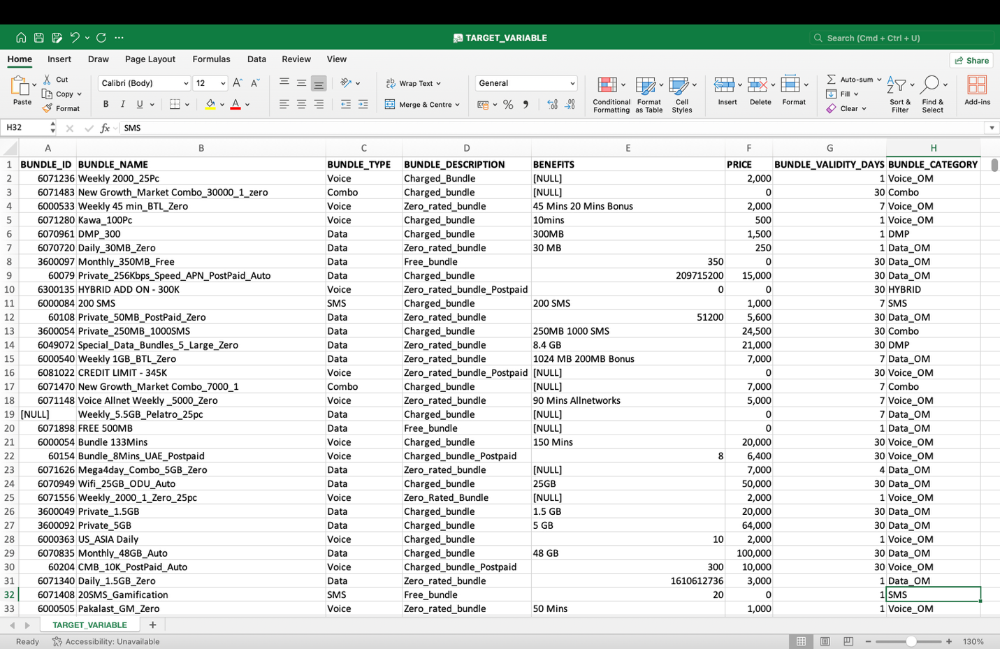 TARGET_VARIABLE
Search (Cmd + Ctrl + U)
Home Insert Draw Page Layout Formulas Data Review View
Share
Paste
Cut
Copy
Format
Calibri (Body) 12
B I U
Wrap Text
Merge & Centre
General
Conditional Formatting
Format as Table
Cell Styles
Insert
Delete
Format
Auto-sum
Fill
Clear
Sort & Filter
Find & Select
Add-ins
H32 fx SMS
A B C D E F G H
1 BUNDLE_ID BUNDLE_NAME BUNDLE_TYPE BUNDLE_DESCRIPTION BENEFITS PRICE BUNDLE_VALIDITY_DAYS BUNDLE_CATEGORY
2 6071236 Weekly 2000_25Pc Voice Charged_Bundle [NULL] 2,000 1 Voice_OM
3 6071483 New Growth_Market Combo_30000_1_zero Combo Charged_bundle [NULL] 0 30 Combo
4 6000533 Weekly 45 min_BTL_Zero Voice Zero_rated_bundle 45 Mins 20 Mins Bonus 2,000 7 Voice_OM
5 6071280 Kawa_100Pc Voice Charged_bundle 10mins 500 1 Voice_OM
6 6070961 DMP_300 Data Charged_bundle 300MB 1,500 1 DMP
7 6070720 Daily_30MB_Zero Data Zero_rated_bundle 30 MB 250 1 Data_OM
8 3600097 Monthly_350MB_Free Data Free_bundle 350 0 30 Data_OM
9 60079 Private_256Kbps_Speed_APN_PostPaid_Auto Data Charged_bundle 209715200 15,000 30 Data_OM
10 6300135 HYBRID ADD ON - 300K Voice Zero_rated_bundle_Postpaid 0 0 30 HYBRID
11 6000084 200 SMS SMS Charged_bundle 200 SMS 1,000 7 SMS
12 60108 Private_50MB_PostPaid_Zero Data Zero_rated_bundle 51200 5,600 30 Data_OM
13 3600054 Private_250MB_1000SMS Data Charged_bundle 250MB 1000 SMS 24,500 30 Combo
14 6049072 Special_Data_Bundles_5_Large_Zero Data Zero_rated_bundle 8.4 GB 21,000 30 DMP
15 6000540 Weekly 1GB_BTL_Zero Data Zero_rated_bundle 1024 MB 200MB Bonus 7,000 7 Data_OM
16 6081022 CREDIT LIMIT - 345K Voice Zero_rated_bundle_Postpaid [NULL] 0 30 Voice_OM
17 6071470 New Growth_Market Combo_7000_1 Combo Charged_bundle [NULL] 7,000 7 Combo
18 6071148 Voice Allnet Weekly _5000_Zero Voice Zero_rated_bundle 90 Mins Allnetworks 5,000 7 Voice_OM
19 [NULL] Weekly_5.5GB_Pelatro_25pc Data Charged_bundle [NULL] 0 7 Data_OM
20 6071898 FREE 500MB Data Free_bundle [NULL] 0 1 Data_OM
21 6000054 Bundle 133Mins Voice Charged_bundle 150 Mins 20,000 30 Voice_OM
22 60154 Bundle_8Mins_UAE_Postpaid Voice Charged_bundle_Postpaid 8 6,400 30 Voice_OM
23 6071626 Mega4day_Combo_5GB_Zero Data Zero_rated_bundle [NULL] 7,000 4 Data_OM
24 6070949 Wifi_25GB_ODU_Auto Data Charged_bundle 25GB 50,000 30 Data_OM
25 6071556 Weekly_2000_1_Zero_25pc Voice Zero_Rated_Bundle [NULL] 2,000 1 Voice_OM
26 3600049 Private_1.5GB Data Charged_bundle 1.5 GB 20,000 30 Data_OM
27 3600092 Private_5GB Data Charged_bundle 5 GB 64,000 30 Data_OM
28 6000363 US_ASIA Daily Voice Charged_bundle 10 2,000 1 Voice_OM
29 6070835 Monthly_48GB_Auto Data Charged_bundle 48 GB 100,000 30 Data_OM
30 60204 CMB_10K_PostPaid_Auto Voice Charged_bundle_Postpaid 300 10,000 30 Voice_OM
31 6071340 Daily_1.5GB_Zero Data Zero_rated_bundle 1610612736 3,000 1 Data_OM
32 6071408 20SMS_Gamification SMS Free_bundle 20 0 1 SMS
33 6000505 Pakalast_GM_Zero Voice Zero_rated_bundle 50 Mins 1,000 1 Voice_OM
TARGET_VARIABLE +
Ready Accessibility: Unavailable 130%